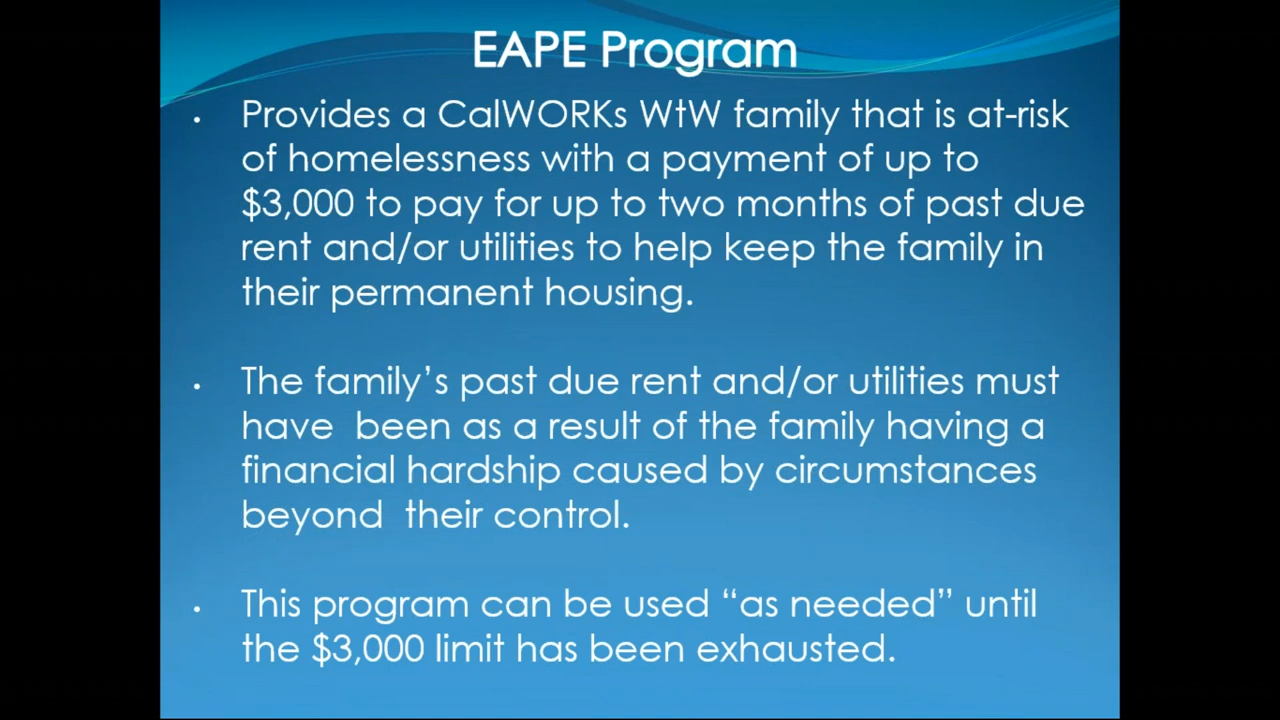 EAPE Program
• Provides a CalWORKs WtW family that is at-risk
of homelessness with a payment of up to
$3,000 to pay for up to two months of past due
rent and/or utilities to help keep the family in
their permanent housing.
• The family’s past due rent and/or utilities must
have  been as a result of the family having a
financial hardship caused by circumstances
beyond  their control.
• This program can be used “as needed” until
the $3,000 limit has been exhausted.